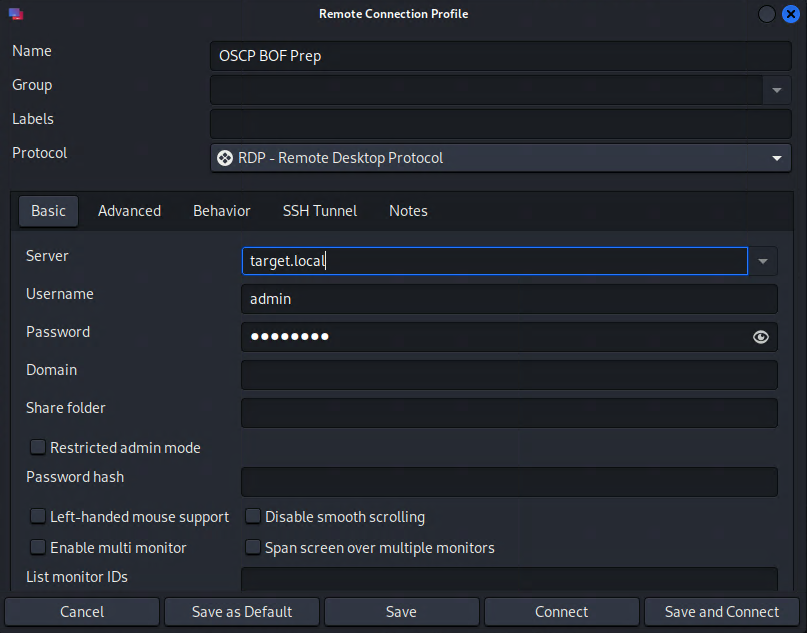 Remote Connection Profile
Name OSCP BOF Prep
Group
Labels
Protocol RDP - Remote Desktop Protocol
Basic Advanced Behavior SSH Tunnel Notes
Server target.local
Username admin
Password ●●●●●●●●
Domain
Share folder
Restricted admin mode
Password hash
Left-handed mouse support Disable smooth scrolling
Enable multi monitor Span screen over multiple monitors
List monitor IDs
Cancel Save as Default Save Connect Save and Connect